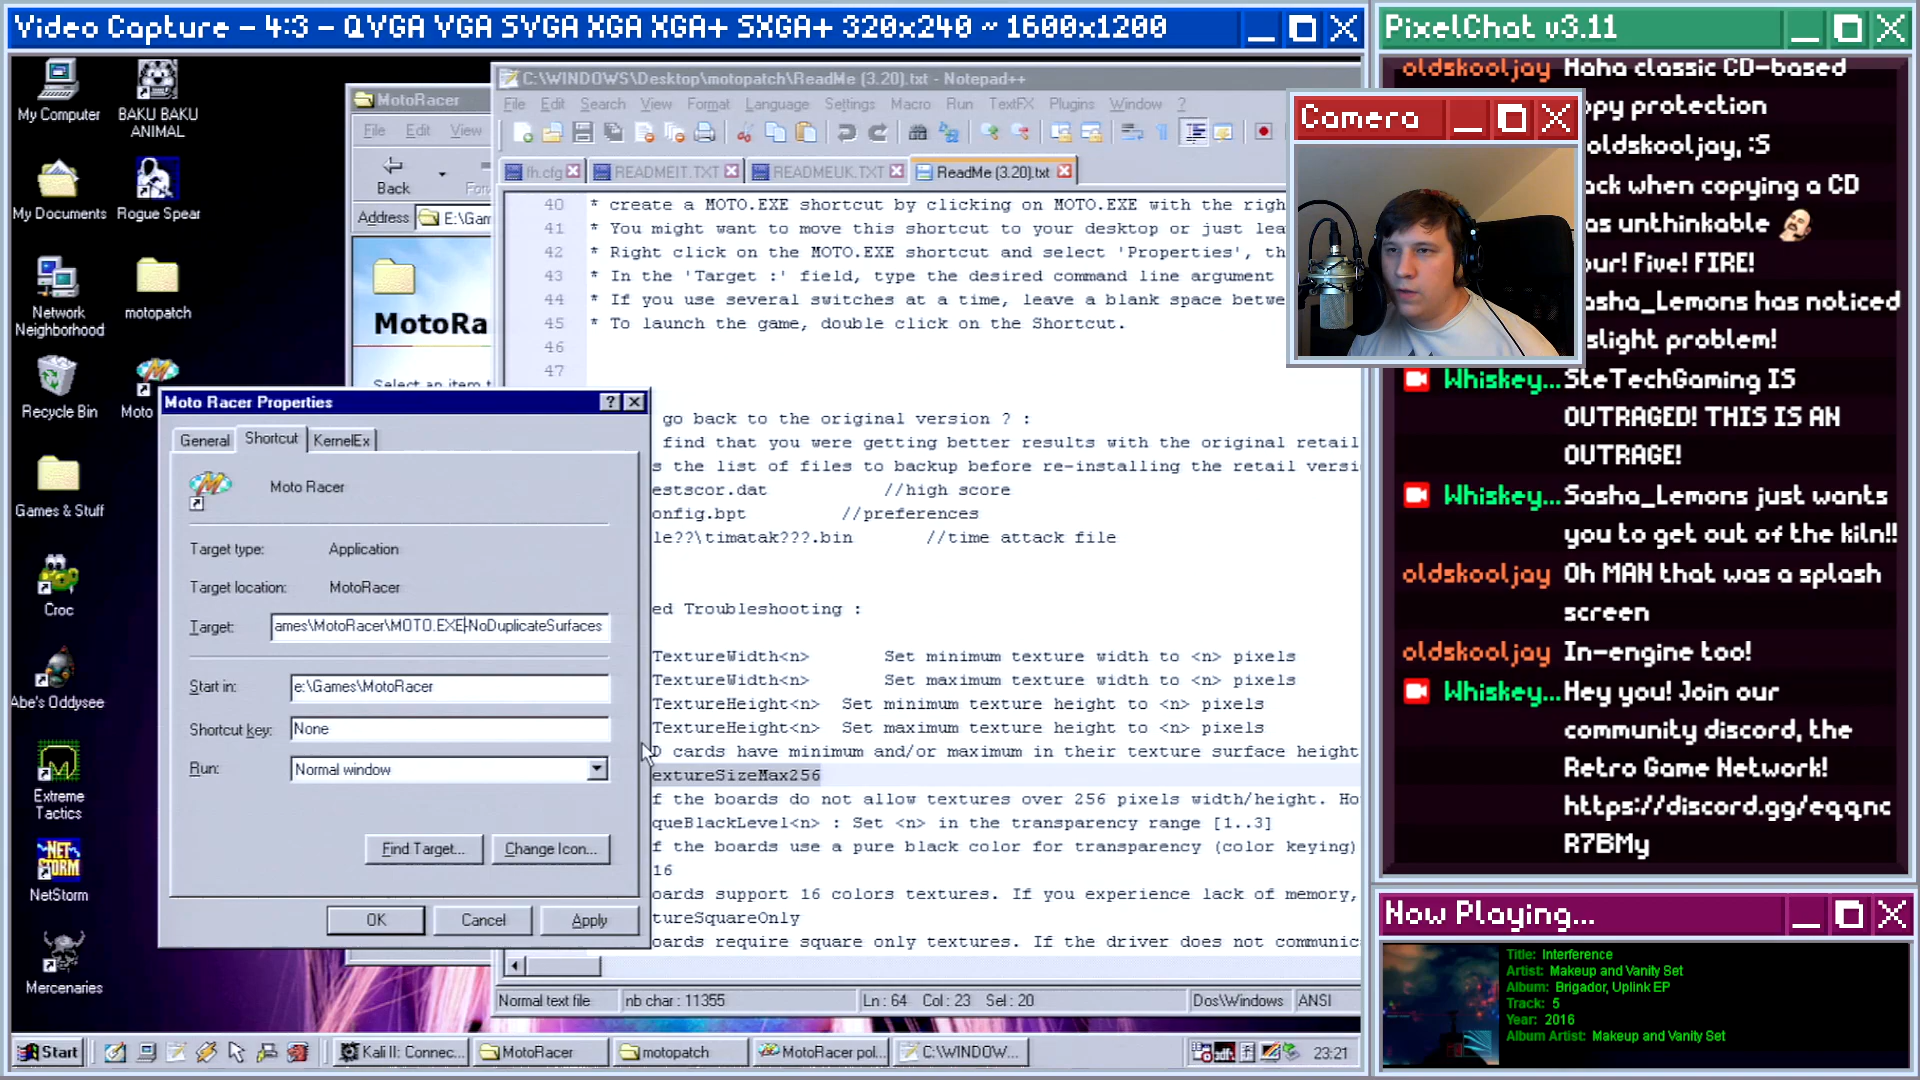 Video Capture - 4:3 - QVGA VGA SVGA XGA XGA+ SXGA+ 320x240 ~ 1600x1200
My Computer
BAKU BAKU
ANIMAL
My Documents
Rogue Spear
Network
Neighborhood
motopatch
Recycle Bin
Moto
Games & Stuff
Croc
Abe's Oddysee
Extreme
Tactics
NetStorm
Mercenaries
MotoRacer
File Edit View
Back
Address E:\Gam
MotoRa
Select an item t
C:\WINDOWS\Desktop\motopatch\ReadMe (3.20).txt - Notepad++
File Edit Search View Format Language Settings Macro Run TextFX Plugins Window ?
fh.cfg READMEIT.TXT READMEUK.TXT ReadMe (3.20).txt
40 * create a MOTO.EXE shortcut by clicking on MOTO.EXE with the righ
41 * You might want to move this shortcut to your desktop or just lea
42 * Right click on the MOTO.EXE shortcut and select 'Properties', th
43 * In the 'Target :' field, type the desired command line argument
44 * If you use several switches at a time, leave a blank space betwe
45 * To launch the game, double click on the Shortcut.
46
47
go back to the original version ? :
find that you were getting better results with the original retail
s the list of files to backup before re-installing the retail versi
estscor.dat //high score
onfig.bpt //preferences
le??\timatak???.bin //time attack file
ed Troubleshooting :
TextureWidth<n> Set minimum texture width to <n> pixels
TextureWidth<n> Set maximum texture width to <n> pixels
TextureHeight<n> Set minimum texture height to <n> pixels
TextureHeight<n> Set maximum texture height to <n> pixels
D cards have minimum and/or maximum in their texture surface height
extureSizeMax256
f the boards do not allow textures over 256 pixels width/height. Ho
queBlackLevel<n> : Set <n> in the transparency range [1..3]
f the boards use a pure black color for transparency (color keying)
16
oards support 16 colors textures. If you experience lack of memory,
tureSquareOnly
oards require square only textures. If the driver does not communic
Normal text file nb char : 11355 Ln : 64 Col : 23 Sel : 20 Dos\Windows ANSI
Moto Racer Properties
General Shortcut KernelEx
Moto Racer
Target type: Application
Target location: MotoRacer
Target: ames\MotoRacer\MOTO.EXE-NoDuplicateSurfaces
Start in: e:\Games\MotoRacer
Shortcut key: None
Run: Normal window
Find Target... Change Icon...
OK Cancel Apply
Start Kali II: Connec... MotoRacer motopatch MotoRacer pol... C:\WINDOW... 23:21
Camera
PixelChat v3.11
oldskooljay Haha classic CD-based
opy protection
oldskooljay, :S
ack when copying a CD
as unthinkable
our! Five! FIRE!
asha_Lemons has noticed
slight problem!
Whiskey... SteTechGaming IS
OUTRAGED! THIS IS AN
OUTRAGE!
Whiskey... Sasha_Lemons just wants
you to get out of the kiln!!
oldskooljay Oh MAN that was a splash
screen
oldskooljay In-engine too!
Whiskey... Hey you! Join our
community discord, the
Retro Game Network!
https://discord.gg/eqqnc
R7BMy
Now Playing...
Title: Interference
Artist: Makeup and Vanity Set
Album: Brigador, Uplink EP
Track: 5
Year: 2016
Album Artist: Makeup and Vanity Set